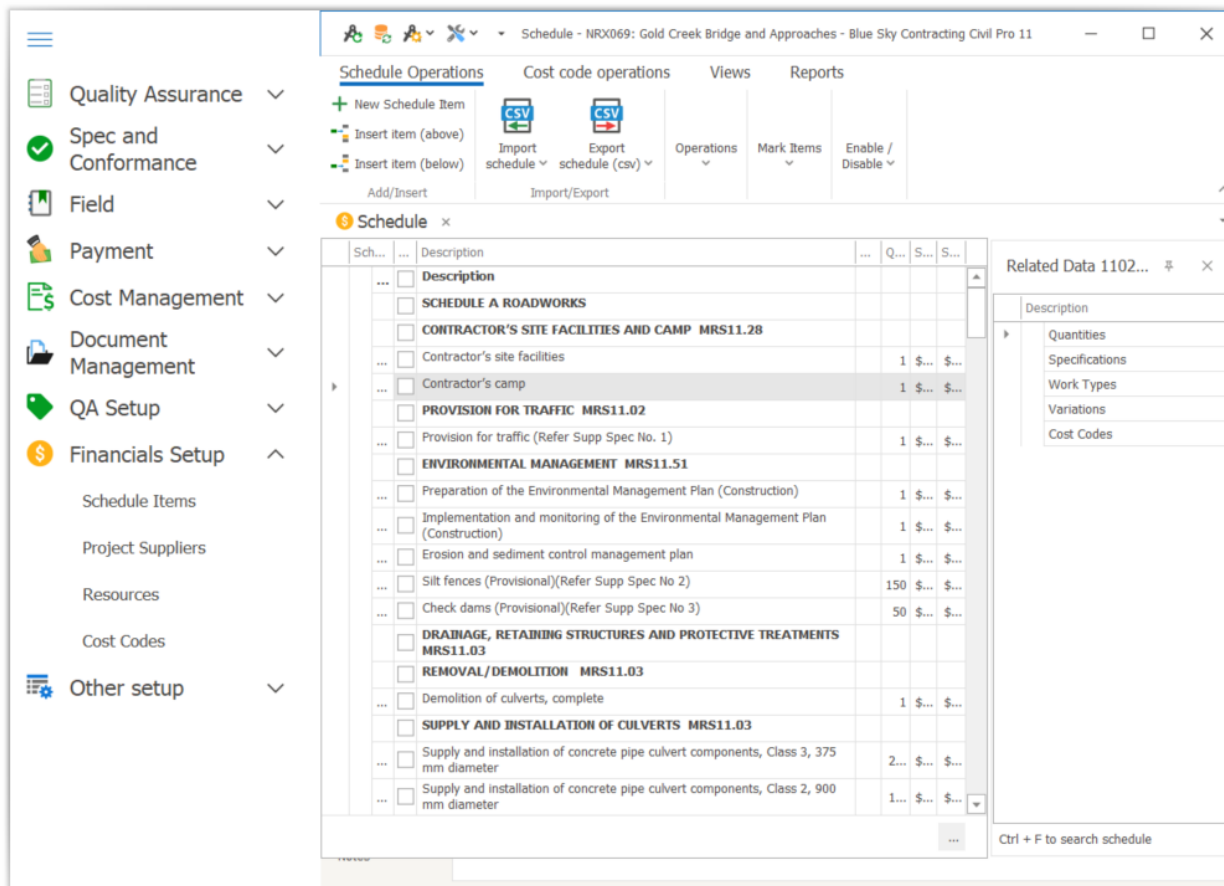 Schedule - NRX069: Gold Creek Bridge and Approaches - Blue Sky Contracting Civil Pro 11
Quality Assurance
Spec and
Conformance
Field
Payment
Cost Management
Document
Management
QA Setup
Financials Setup
Schedule Items
Project Suppliers
Resources
Cost Codes
Other setup
Schedule Operations Cost code operations Views Reports
New Schedule Item
Insert item (above)
Insert item (below)
Add/Insert
CSV
Import
schedule
CSV
Export
schedule (csv)
Import/Export
Operations
Mark Items
Enable /
Disable
Schedule
Sch... ... Description ... Q... S... S...
... Description
SCHEDULE A ROADWORKS
CONTRACTOR'S SITE FACILITIES AND CAMP MRS11.28
... Contractor's site facilities 1 $... $...
... Contractor's camp 1 $... $...
PROVISION FOR TRAFFIC MRS11.02
... Provision for traffic (Refer Supp Spec No. 1) 1 $... $...
ENVIRONMENTAL MANAGEMENT MRS11.51
... Preparation of the Environmental Management Plan (Construction) 1 $... $...
... Implementation and monitoring of the Environmental Management Plan
(Construction) 1 $... $...
... Erosion and sediment control management plan 1 $... $...
... Silt fences (Provisional)(Refer Supp Spec No 2) 150 $... $...
... Check dams (Provisional)(Refer Supp Spec No 3) 50 $... $...
DRAINAGE, RETAINING STRUCTURES AND PROTECTIVE TREATMENTS
MRS11.03
REMOVAL/DEMOLITION MRS11.03
... Demolition of culverts, complete 1 $... $...
SUPPLY AND INSTALLATION OF CULVERTS MRS11.03
... Supply and installation of concrete pipe culvert components, Class 3, 375
mm diameter 2... $... $...
... Supply and installation of concrete pipe culvert components, Class 2, 900
mm diameter 1... $... $...
...
Related Data 1102...
Description
Quantities
Specifications
Work Types
Variations
Cost Codes
Ctrl + F to search schedule